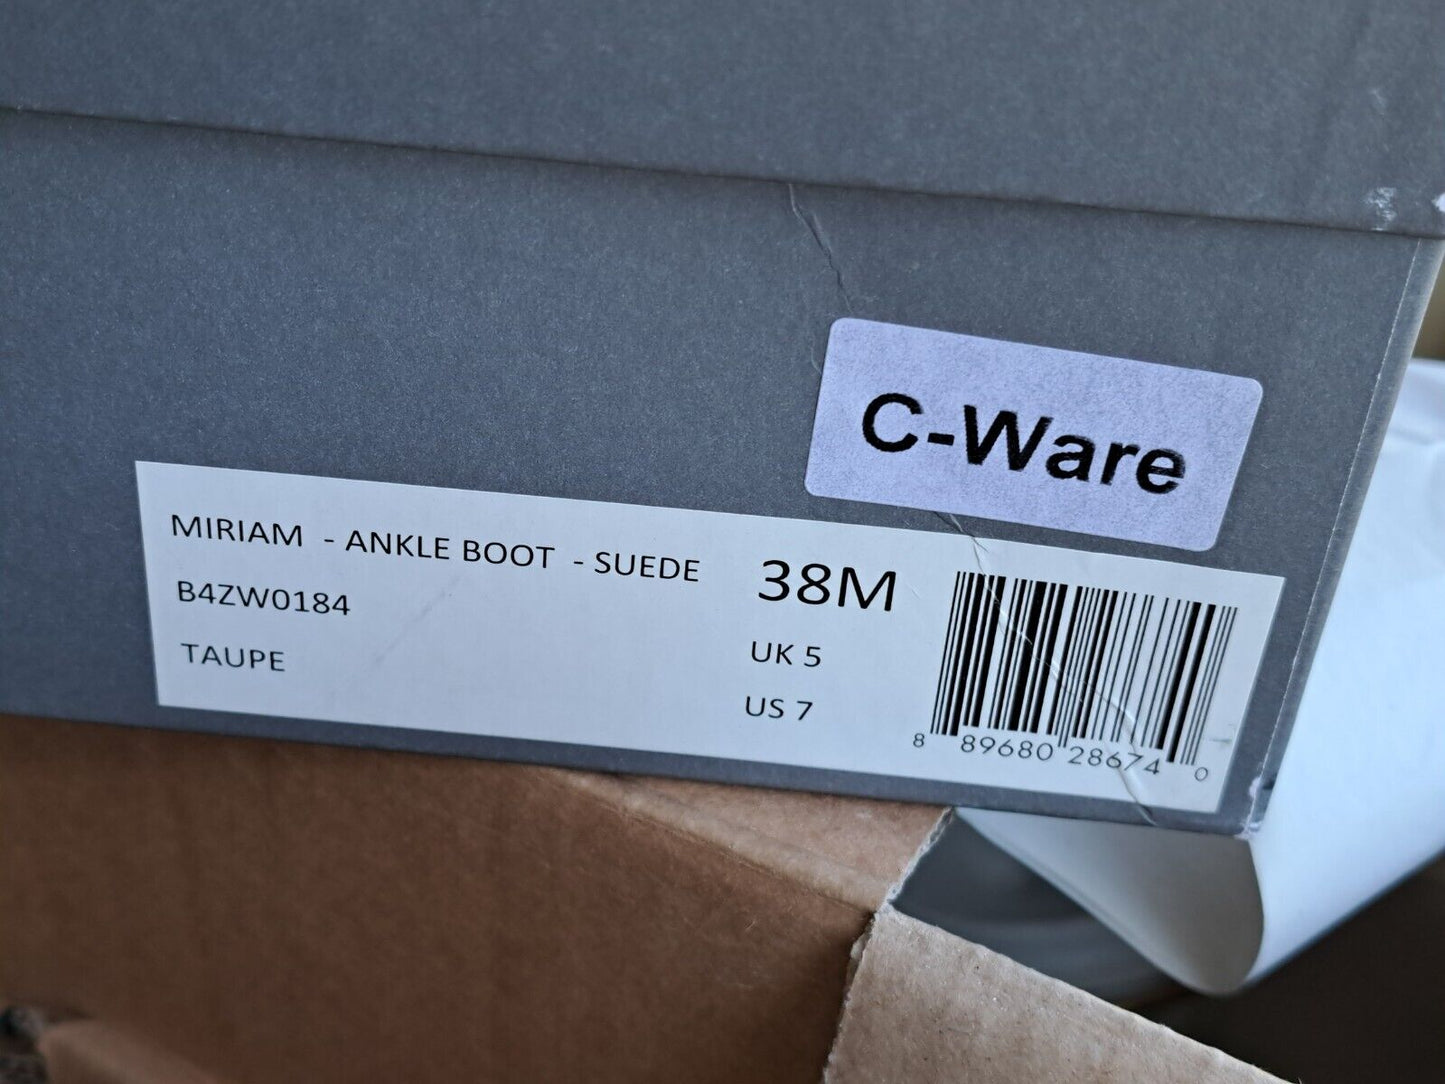 C-Ware
MIRIAM - ANKLE BOOT - SUEDE
B4ZW0184
TAUPE
38M
UK 5
US 7
8 89680 28674 0